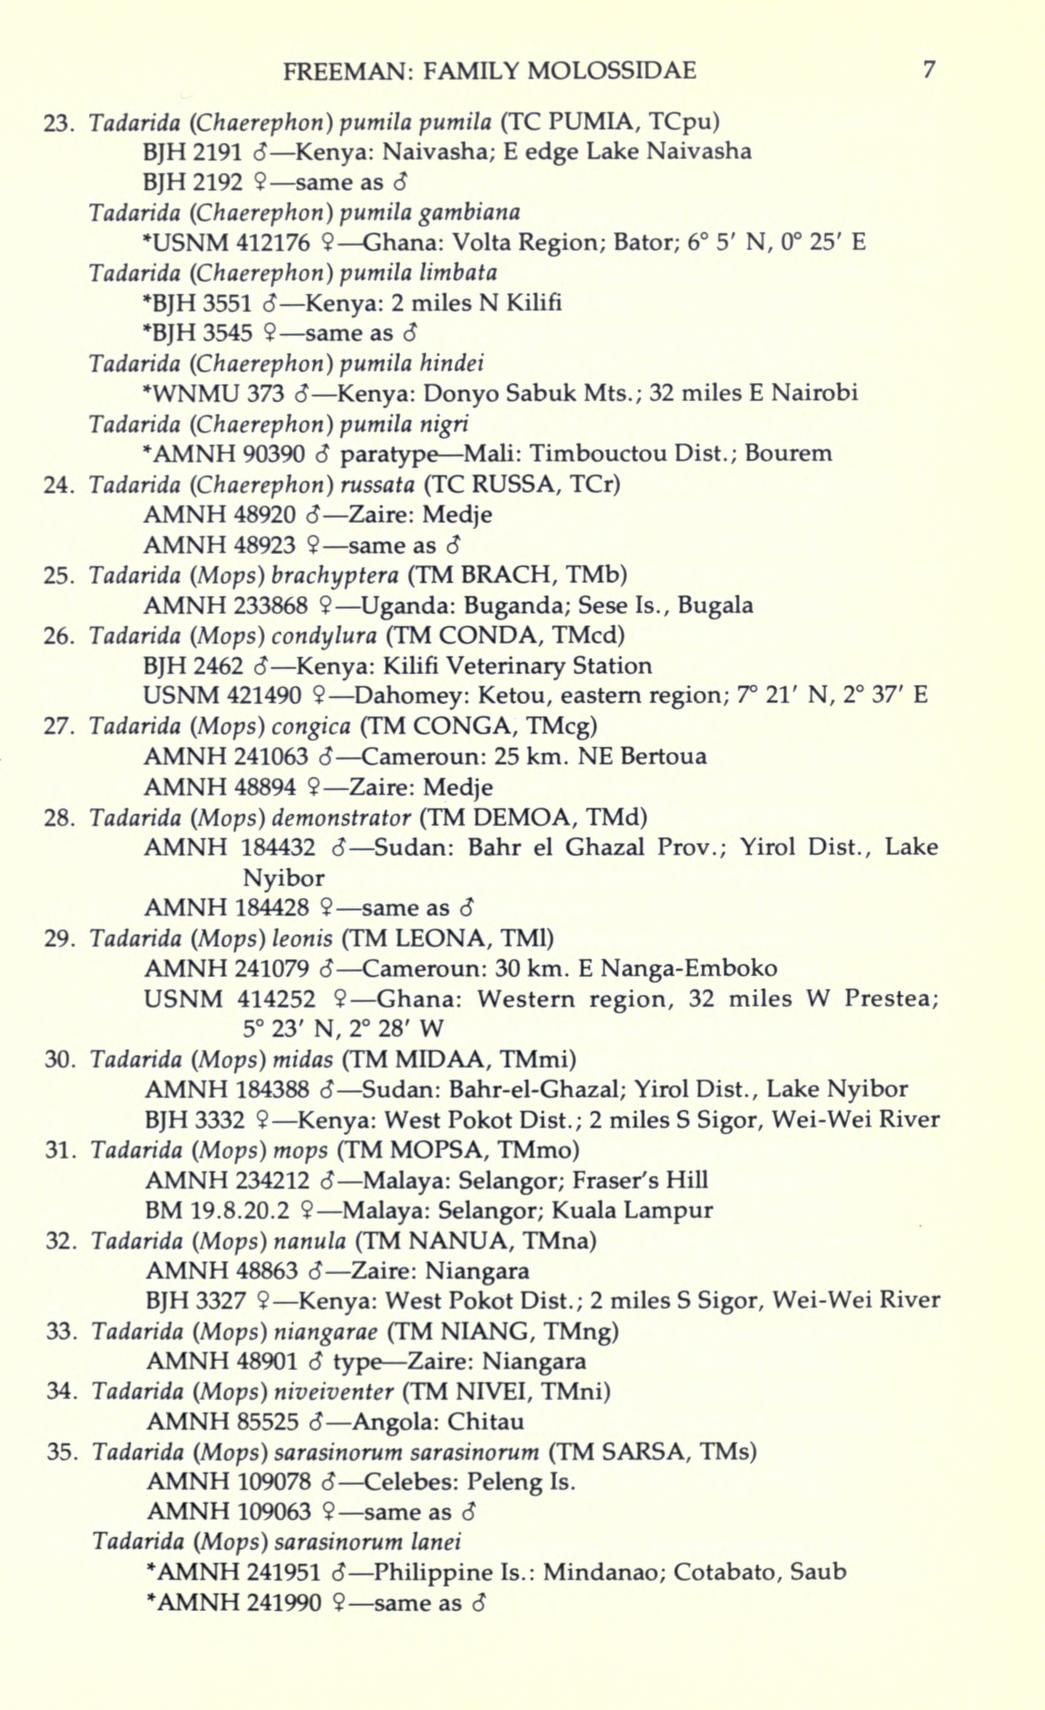 FREEMAN: FAMILY MOLOSSIDAE 7
23. Tadarida (Chaerephon) pumila pumila (TC PUMIA, TCpu)
BJH 2191 ♂—Kenya: Naivasha; E edge Lake Naivasha
BJH 2192 ♀—same as ♂
Tadarida (Chaerephon) pumila gambiana
*USNM 412176 ♀—Ghana: Volta Region; Bator; 6° 5′ N, 0° 25′ E
Tadarida (Chaerephon) pumila limbata
*BJH 3551 ♂—Kenya: 2 miles N Kilifi
*BJH 3545 ♀—same as ♂
Tadarida (Chaerephon) pumila hindei
*WNMU 373 ♂—Kenya: Donyo Sabuk Mts.; 32 miles E Nairobi
Tadarida (Chaerephon) pumila nigri
*AMNH 90390 ♂ paratype—Mali: Timbouctou Dist.; Bourem
24. Tadarida (Chaerephon) russata (TC RUSSA, TCr)
AMNH 48920 ♂—Zaire: Medje
AMNH 48923 ♀—same as ♂
25. Tadarida (Mops) brachyptera (TM BRACH, TMb)
AMNH 233868 ♀—Uganda: Buganda; Sese Is., Bugala
26. Tadarida (Mops) condylura (TM CONDA, TMcd)
BJH 2462 ♂—Kenya: Kilifi Veterinary Station
USNM 421490 ♀—Dahomey: Ketou, eastern region; 7° 21′ N, 2° 37′ E
27. Tadarida (Mops) congica (TM CONGA, TMcg)
AMNH 241063 ♂—Cameroun: 25 km. NE Bertoua
AMNH 48894 ♀—Zaire: Medje
28. Tadarida (Mops) demonstrator (TM DEMOA, TMd)
AMNH 184432 ♂—Sudan: Bahr el Ghazal Prov.; Yirol Dist., Lake
Nyibor
AMNH 184428 ♀—same as ♂
29. Tadarida (Mops) leonis (TM LEONA, TMl)
AMNH 241079 ♂—Cameroun: 30 km. E Nanga-Emboko
USNM 414252 ♀—Ghana: Western region, 32 miles W Prestea;
5° 23′ N, 2° 28′ W
30. Tadarida (Mops) midas (TM MIDAA, TMmi)
AMNH 184388 ♂—Sudan: Bahr-el-Ghazal; Yirol Dist., Lake Nyibor
BJH 3332 ♀—Kenya: West Pokot Dist.; 2 miles S Sigor, Wei-Wei River
31. Tadarida (Mops) mops (TM MOPSA, TMmo)
AMNH 234212 ♂—Malaya: Selangor; Fraser's Hill
BM 19.8.20.2 ♀—Malaya: Selangor; Kuala Lampur
32. Tadarida (Mops) nanula (TM NANUA, TMna)
AMNH 48863 ♂—Zaire: Niangara
BJH 3327 ♀—Kenya: West Pokot Dist.; 2 miles S Sigor, Wei-Wei River
33. Tadarida (Mops) niangarae (TM NIANG, TMng)
AMNH 48901 ♂ type—Zaire: Niangara
34. Tadarida (Mops) niveiventer (TM NIVEI, TMni)
AMNH 85525 ♂—Angola: Chitau
35. Tadarida (Mops) sarasinorum sarasinorum (TM SARSA, TMs)
AMNH 109078 ♂—Celebes: Peleng Is.
AMNH 109063 ♀—same as ♂
Tadarida (Mops) sarasinorum lanei
*AMNH 241951 ♂—Philippine Is.: Mindanao; Cotabato, Saub
*AMNH 241990 ♀—same as ♂